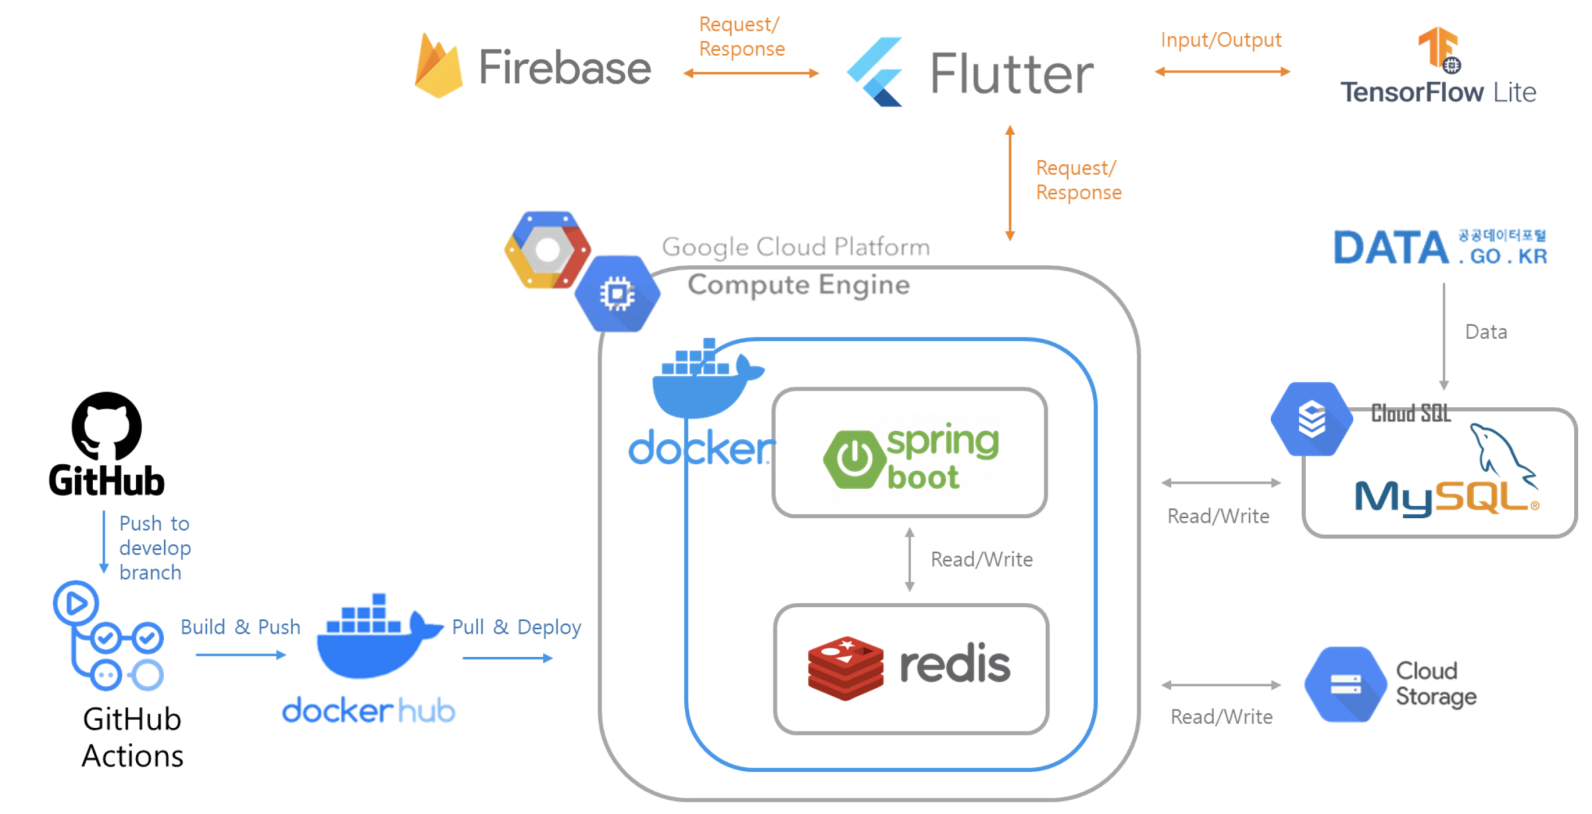 Request/
Response
Firebase
Flutter
Input/Output
TensorFlow Lite
Request/
Response
Google Cloud Platform
Compute Engine
DATA 공공데이터포털
. GO . KR
Data
docker
spring
boot
Cloud SQL
MySQL®
GitHub
Push to
develop
branch
Read/Write
Read/Write
Build & Push
Pull & Deploy
redis
Cloud
Storage
docker hub
Read/Write
GitHub
Actions